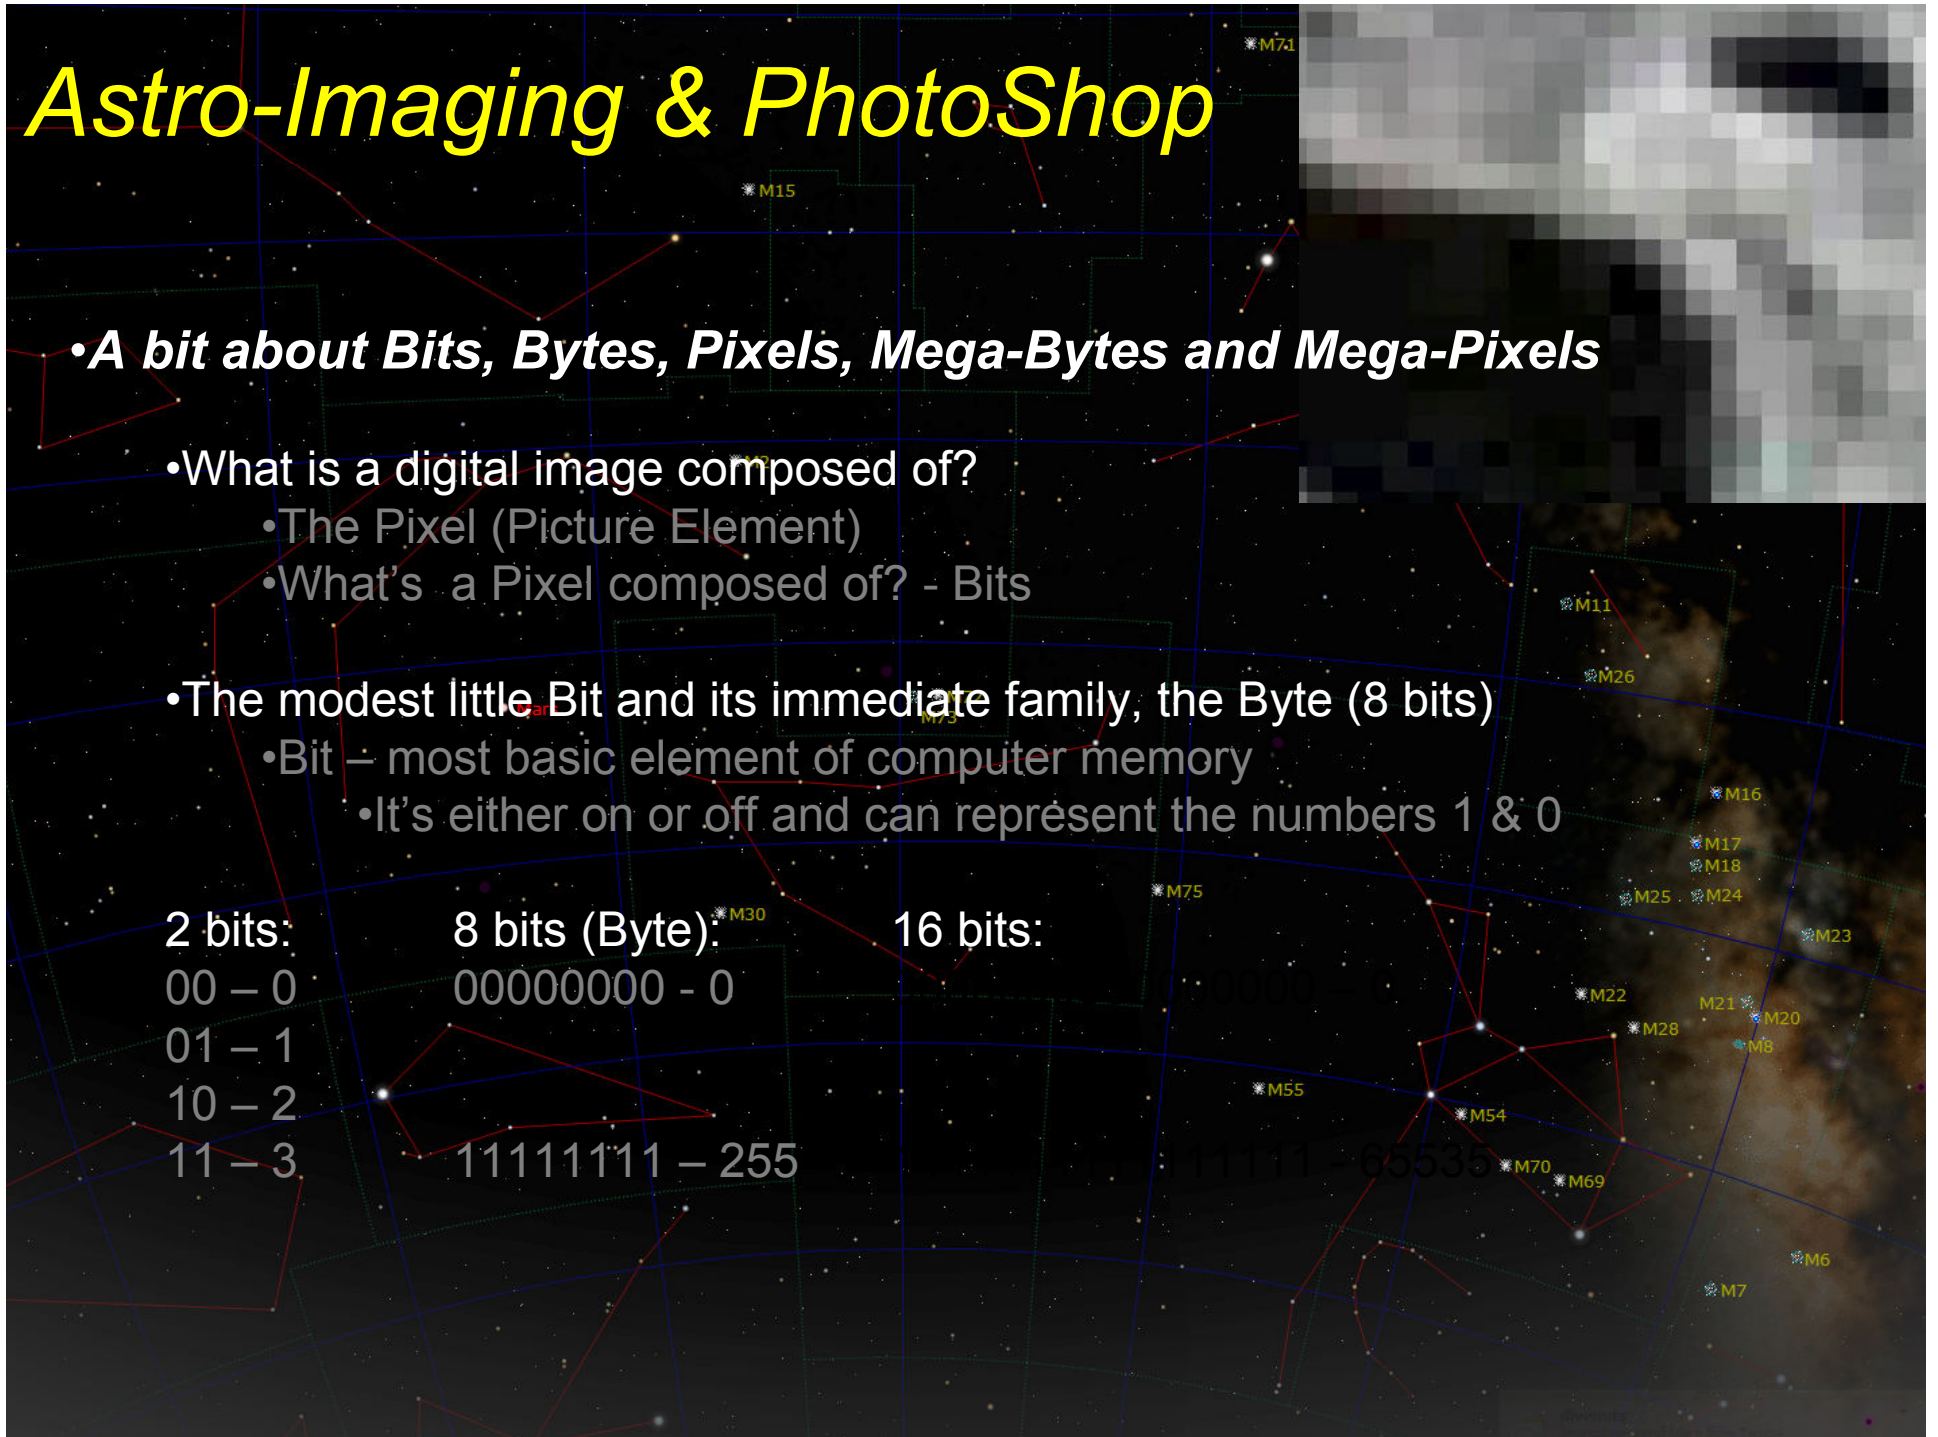 Astro-Imaging & PhotoShop
•A bit about Bits, Bytes, Pixels, Mega-Bytes and Mega-Pixels
•What is a digital image composed of?
•The Pixel (Picture Element)
•What's  a Pixel composed of? - Bits
•The modest little Bit and its immediate family, the Byte (8 bits)
•Bit – most basic element of computer memory
•It's either on or off and can represent the numbers 1 & 0
2 bits: 8 bits (Byte): 16 bits:
00 – 0 00000000 - 0
01 – 1
10 – 2
11 – 3 11111111 – 255 - 65535
M71
M15
M2
M11
M26
Mars
M73
M16
M17
M18
M25 M24
M75
M30
M23
M22
M21
M20
M28
M8
M55
M54
M70
M69
M6
M7